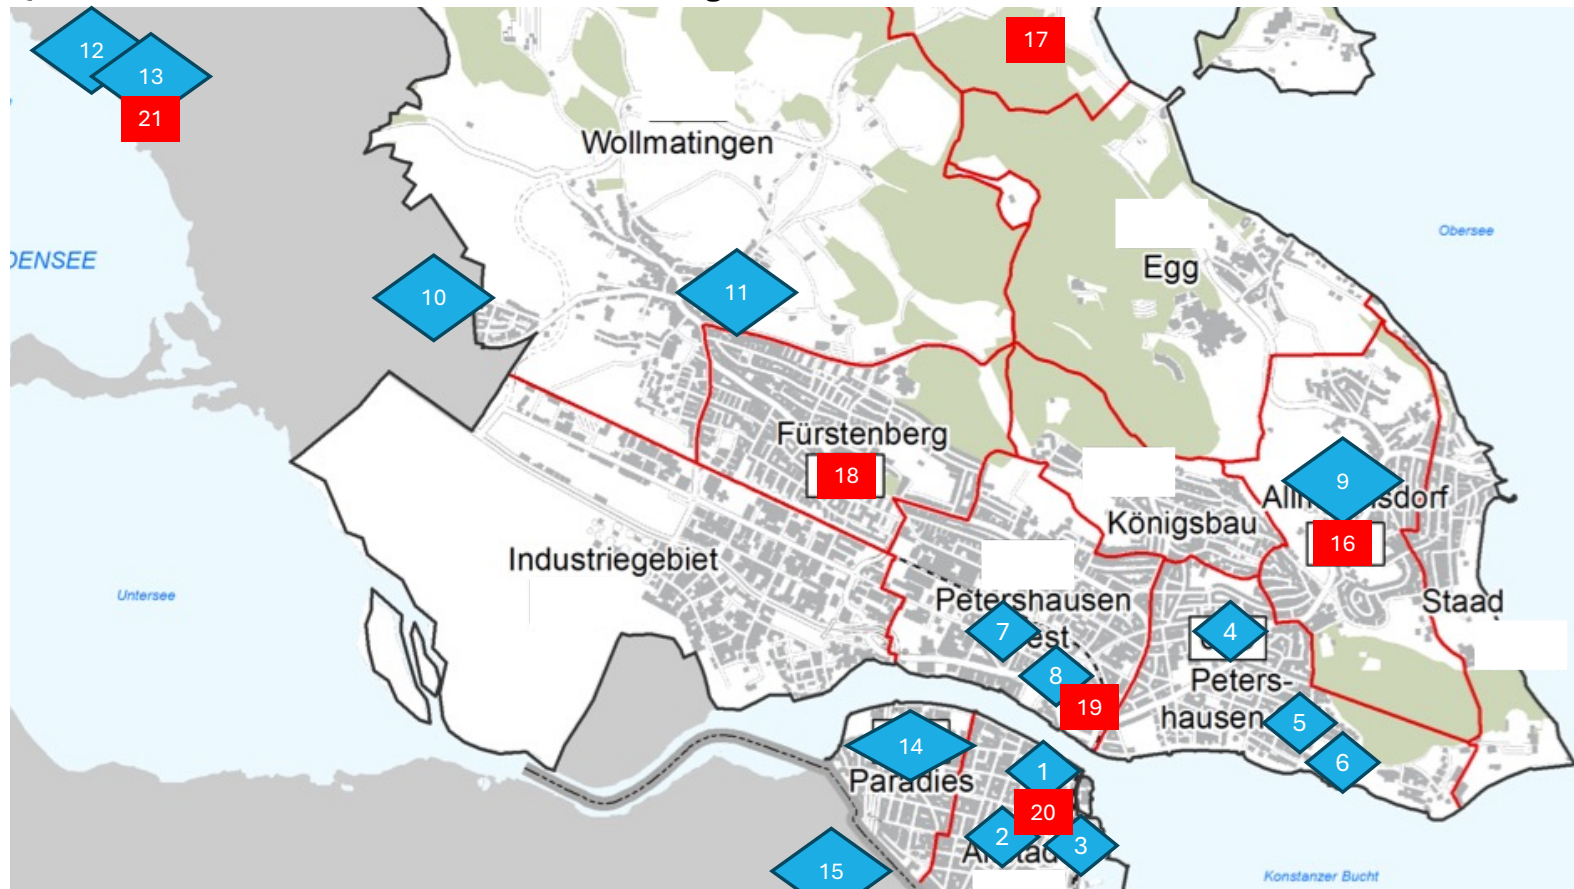 17
12
13
21
Wollmatingen
Obersee
DENSEE
Egg
10
11
Fürstenberg
18
9
16
Königsbau
Industriegebiet
Untersee
Petershausen
7
est
4
Staad
8
Peters-
hausen
19
5
6
14
Paradies
1
20
2
3
15
Konstanzer Bucht